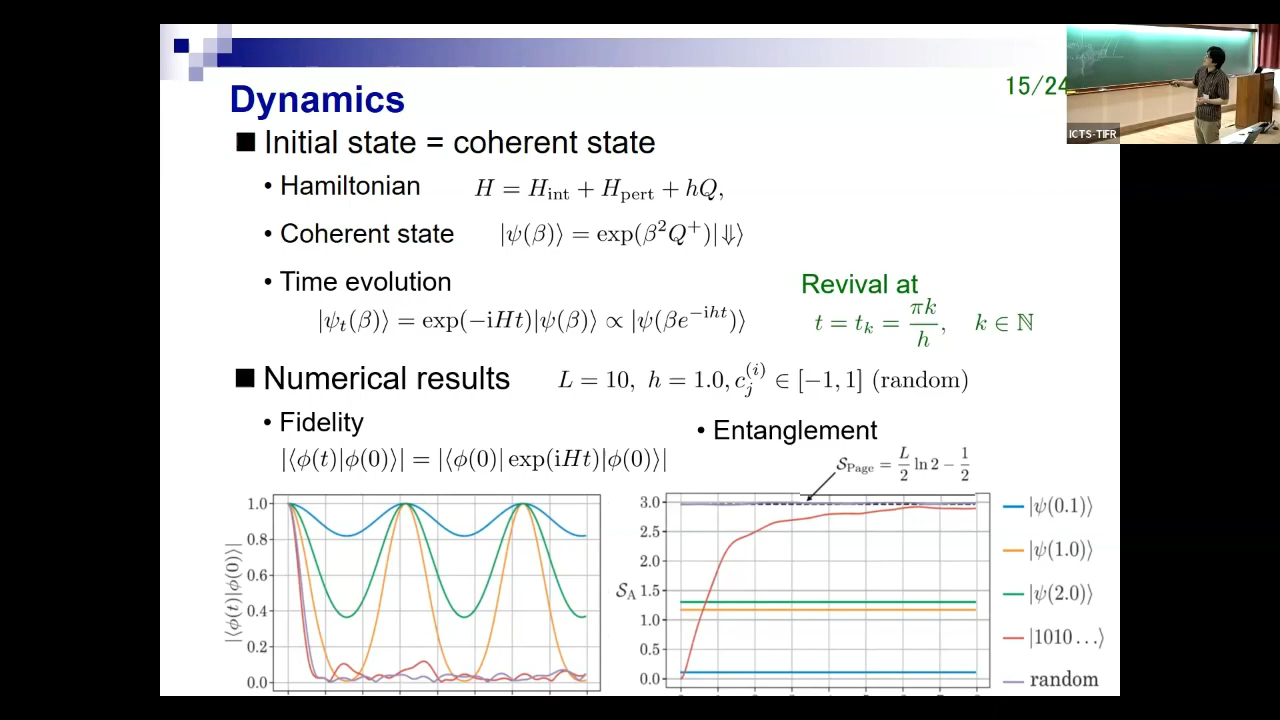 15/24
ICTS-TIFR
Dynamics
Initial state = coherent state
• Hamiltonian H = H_int + H_pert + hQ,
• Coherent state |ψ(β)⟩ = exp(β²Q⁺)|⇓⟩
• Time evolution
Revival at
|ψ_t(β)⟩ = exp(−iHt)|ψ(β)⟩ ∝ |ψ(βe^{−iht})⟩
t = t_k = πk/h, k ∈ ℕ
Numerical results L = 10, h = 1.0, c_j^{(i)} ∈ [−1, 1] (random)
• Fidelity
• Entanglement
|⟨ϕ(t)|ϕ(0)⟩| = |⟨ϕ(0)| exp(iHt)|ϕ(0)⟩|
S_Page = L/2 ln 2 − 1/2
|⟨ϕ(t)|ϕ(0)⟩|
1.0
0.8
0.6
0.4
0.2
0.0
S_A
3.0
2.5
2.0
1.5
1.0
0.5
0.0
|ψ(0.1)⟩
|ψ(1.0)⟩
|ψ(2.0)⟩
|1010...⟩
random